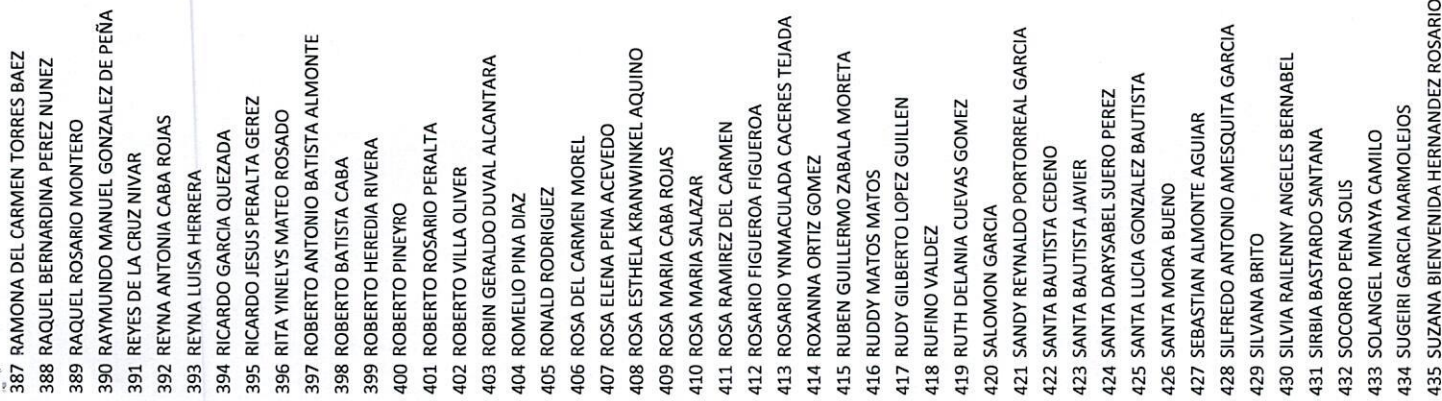 387 RAMONA DEL CARMEN TORRES BAEZ
388 RAQUEL BERNARDINA PEREZ NUNEZ
389 RAQUEL ROSARIO MONTERO
390 RAYMUNDO MANUEL GONZALEZ DE PEÑA
391 REYES DE LA CRUZ NIVAR
392 REYNA ANTONIA CABA ROJAS
393 REYNA LUISA HERRERA
394 RICARDO GARCIA QUEZADA
395 RICARDO JESUS PERALTA GEREZ
396 RITA YINELYS MATEO ROSADO
397 ROBERTO ANTONIO BATISTA ALMONTE
398 ROBERTO BATISTA CABA
399 ROBERTO HEREDIA RIVERA
400 ROBERTO PINEYRO
401 ROBERTO ROSARIO PERALTA
402 ROBERTO VILLA OLIVER
403 ROBIN GERALDO DUVAL ALCANTARA
404 ROMELIO PINA DIAZ
405 RONALD RODRIGUEZ
406 ROSA DEL CARMEN MOREL
407 ROSA ELENA PENA ACEVEDO
408 ROSA ESTHELA KRANWINKEL AQUINO
409 ROSA MARIA CABA ROJAS
410 ROSA MARIA SALAZAR
411 ROSA RAMIREZ DEL CARMEN
412 ROSARIO FIGUEROA FIGUEROA
413 ROSARIO YNMACULADA CACERES TEJADA
414 ROXANNA ORTIZ GOMEZ
415 RUBEN GUILLERMO ZABALA MORETA
416 RUDDY MATOS MATOS
417 RUDY GILBERTO LOPEZ GUILLEN
418 RUFINO VALDEZ
419 RUTH DELANIA CUEVAS GOMEZ
420 SALOMON GARCIA
421 SANDY REYNALDO PORTORREAL GARCIA
422 SANTA BAUTISTA CEDENO
423 SANTA BAUTISTA JAVIER
424 SANTA DARYSABEL SUERO PEREZ
425 SANTA LUCIA GONZALEZ BAUTISTA
426 SANTA MORA BUENO
427 SEBASTIAN ALMONTE AGUIAR
428 SILFREDO ANTONIO AMESQUITA GARCIA
429 SILVANA BRITO
430 SILVIA RAILENNY ANGELES BERNABEL
431 SIRBIA BASTARDO SANTANA
432 SOCORRO PENA SOLIS
433 SOLANGEL MINAYA CAMILO
434 SUGEIRI GARCIA MARMOLEJOS
435 SUZANA BIENVENIDA HERNANDEZ ROSARIO